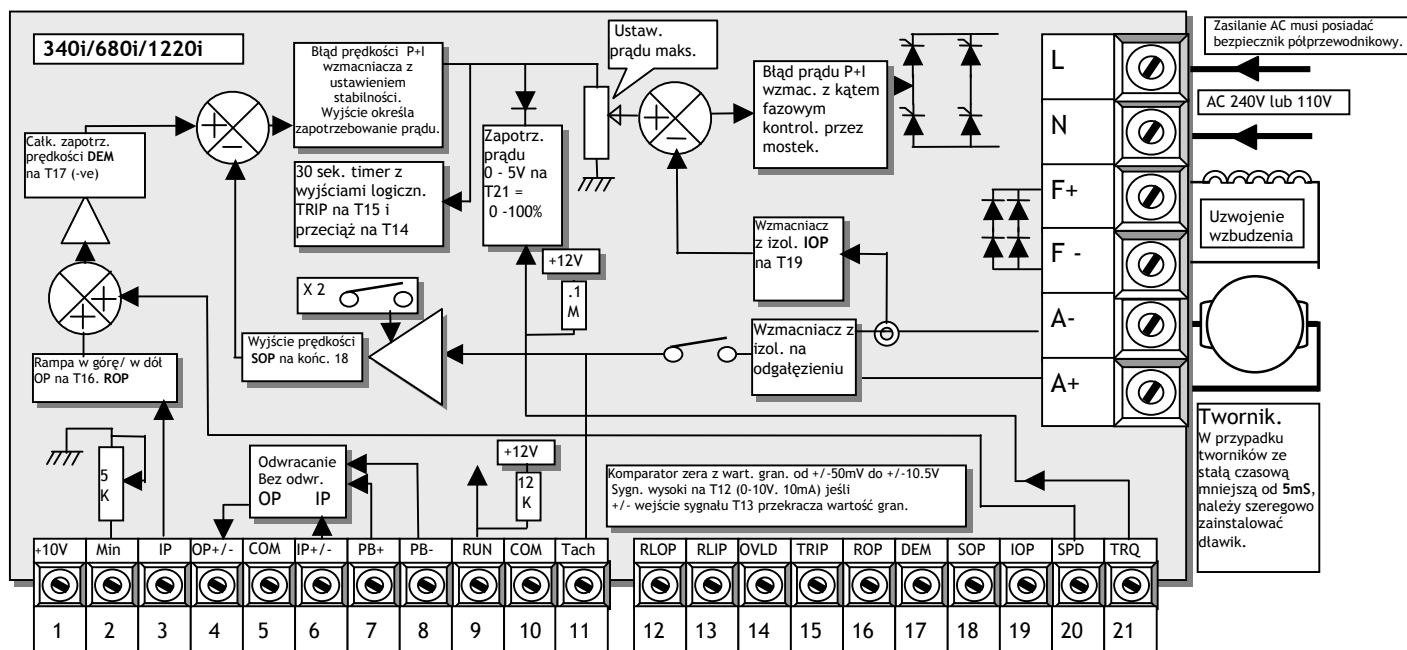 340i/680i/1220i
Błąd prędkości P+I
wzmacniacza z
ustawieniem
stabilności.
Wyjście określa
zapotrzebowanie prądu.
Ustaw.
prądu maks.
Błąd prądu P+I
wzmac. z kątem
fazowym
kontrol. przez
mostek.
L
N
F+
F -
A-
A+
Zasilanie AC musi posiadać
bezpiecznik półprzewodnikowy.
AC 240V lub 110V
Całk. zapotrz.
prędkości DEM
na T17 (-ve)
30 sek. timer z
wyjściami logiczn.
TRIP na T15 i
przeciąż na T14
Zapotrz.
prądu
0 - 5V na
T21 =
0 -100%
+12V
.1
M
Wzmacniacz
z izol. IOP
na T19
Uzwojenie
wzbudzenia
X 2
Wyjście prędkości
SOP na końc. 18
Wzmacniacz z
izol. na
odgałęzieniu
Rampa w górę/ w dół
OP na T16. ROP
5
K
Odwracanie
Bez odwr.
OP IP
+12V
12
K
Komparator zera z wart. gran. od +/-50mV do +/-10.5V
Sygn. wysoki na T12 (0-10V. 10mA) jeśli
+/- wejście sygnału T13 przekracza wartość gran.
Twornik.
W przypadku
tworników ze
stałą czasową
mniejszą od 5mS,
należy szeregowo
zainstalować
dławik.
+10V Min IP OP+/- COM IP+/- PB+ PB- RUN COM Tach RLOP RLIP OVLD TRIP ROP DEM SOP IOP SPD TRQ
1 2 3 4 5 6 7 8 9 10 11 12 13 14 15 16 17 18 19 20 21